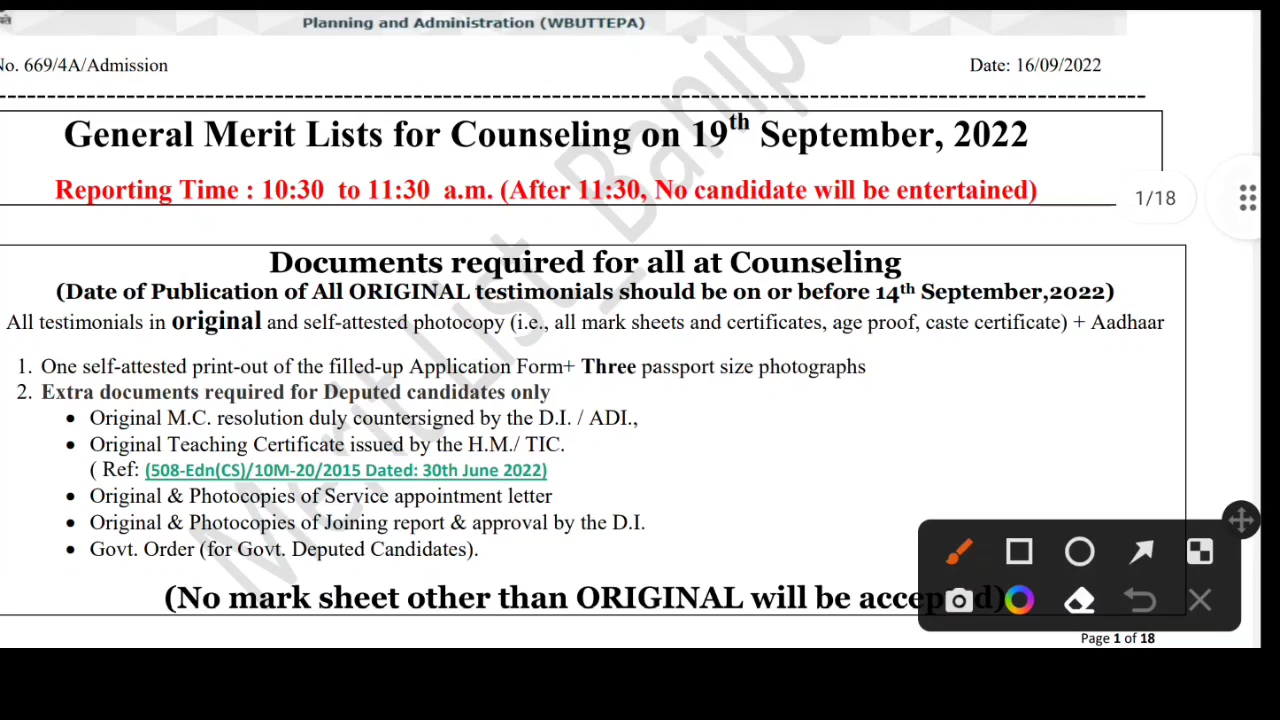 Planning and Administration (WBUTTEPA)
No. 669/4A/Admission
Date: 16/09/2022
General Merit Lists for Counseling on 19th September, 2022
Reporting Time : 10:30 to 11:30 a.m. (After 11:30, No candidate will be entertained)
1/18
Documents required for all at Counseling
(Date of Publication of All ORIGINAL testimonials should be on or before 14th September,2022)
All testimonials in original and self-attested photocopy (i.e., all mark sheets and certificates, age proof, caste certificate) + Aadhaar
1. One self-attested print-out of the filled-up Application Form+ Three passport size photographs
2. Extra documents required for Deputed candidates only
• Original M.C. resolution duly countersigned by the D.I. / ADI.,
• Original Teaching Certificate issued by the H.M./ TIC.
( Ref: (508-Edn(CS)/10M-20/2015 Dated: 30th June 2022)
• Original & Photocopies of Service appointment letter
• Original & Photocopies of Joining report & approval by the D.I.
• Govt. Order (for Govt. Deputed Candidates).
(No mark sheet other than ORIGINAL will be
Page 1 of 18
Merit List_Banip